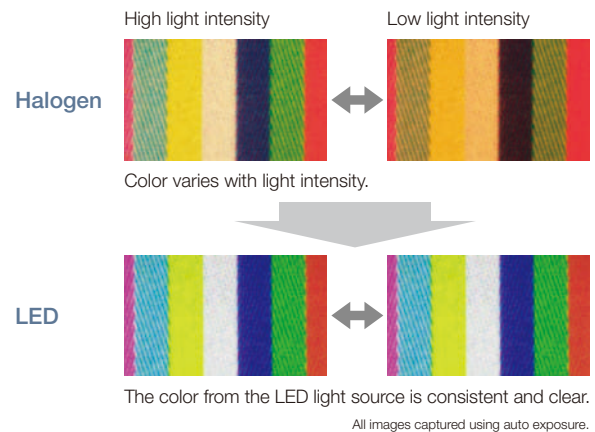 High light intensity
Low light intensity
Halogen
Color varies with light intensity.
LED
The color from the LED light source is consistent and clear.
All images captured using auto exposure.